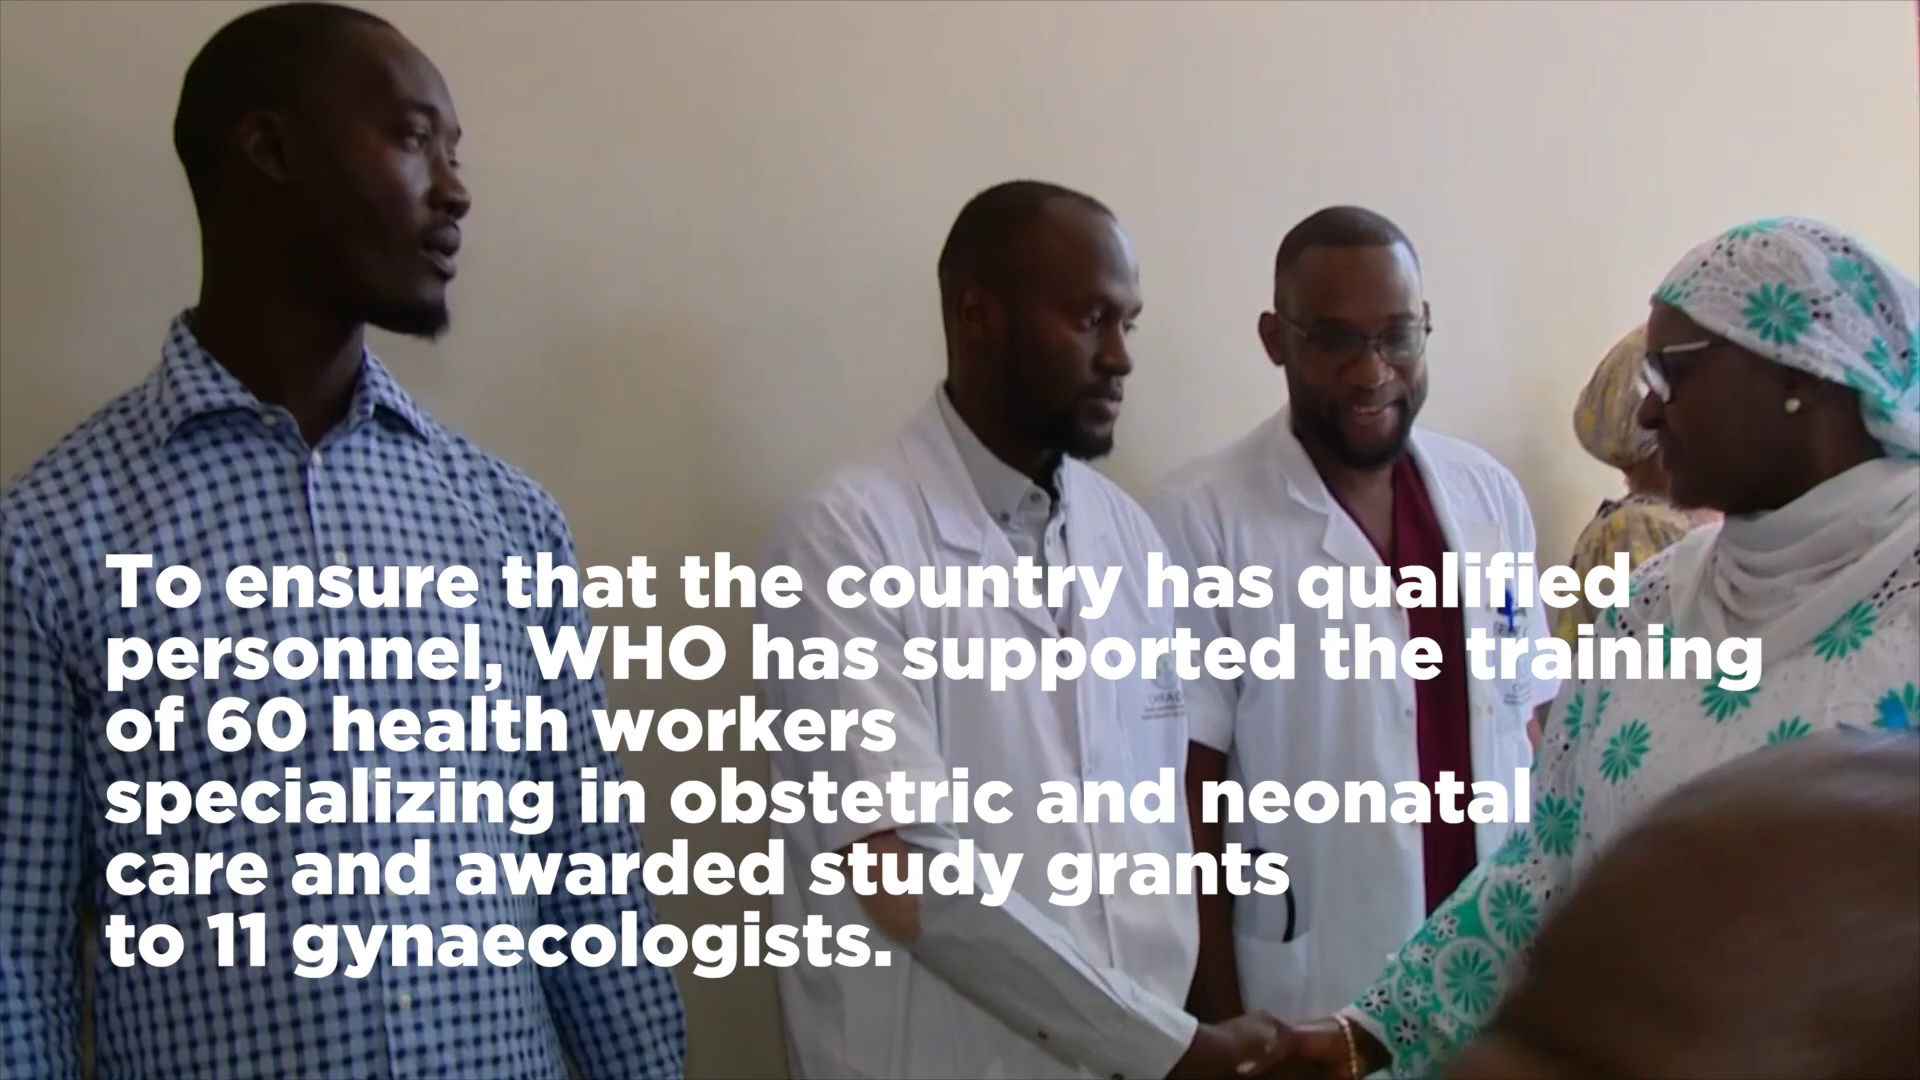 To ensure that the country has qualified
personnel, WHO has supported the training
of 60 health workers
specializing in obstetric and neonatal
care and awarded study grants
to 11 gynaecologists.